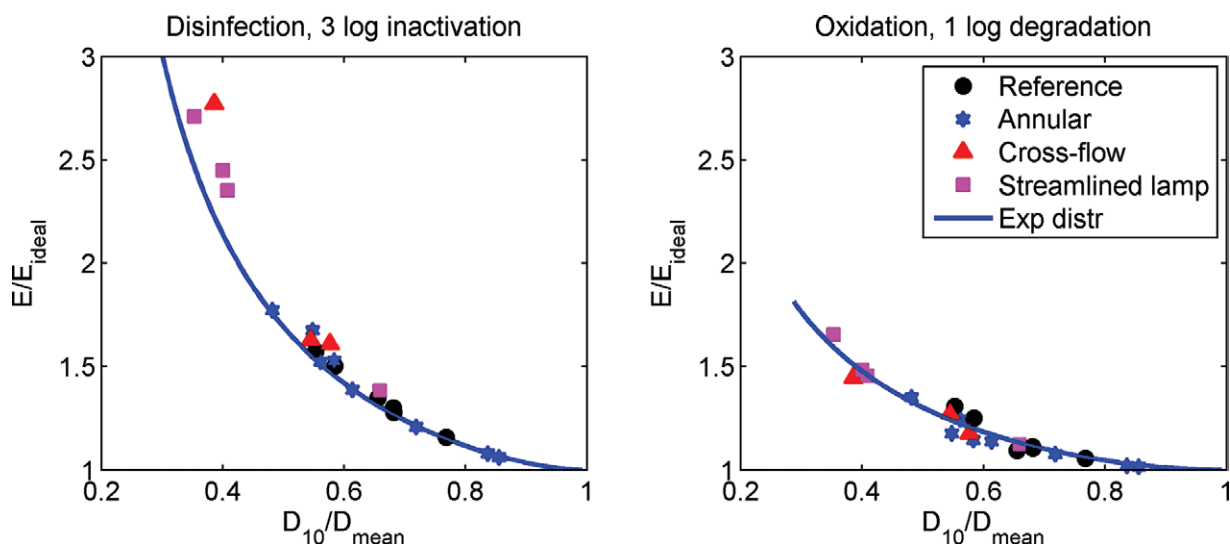 Disinfection, 3 log inactivation
3
2.5
2
1.5
1
E/E_ideal
0.2 0.4 0.6 0.8 1
D_10/D_mean
Oxidation, 1 log degradation
3
2.5
2
1.5
1
E/E_ideal
0.2 0.4 0.6 0.8 1
D_10/D_mean
Reference
Annular
Cross-flow
Streamlined lamp
Exp distr